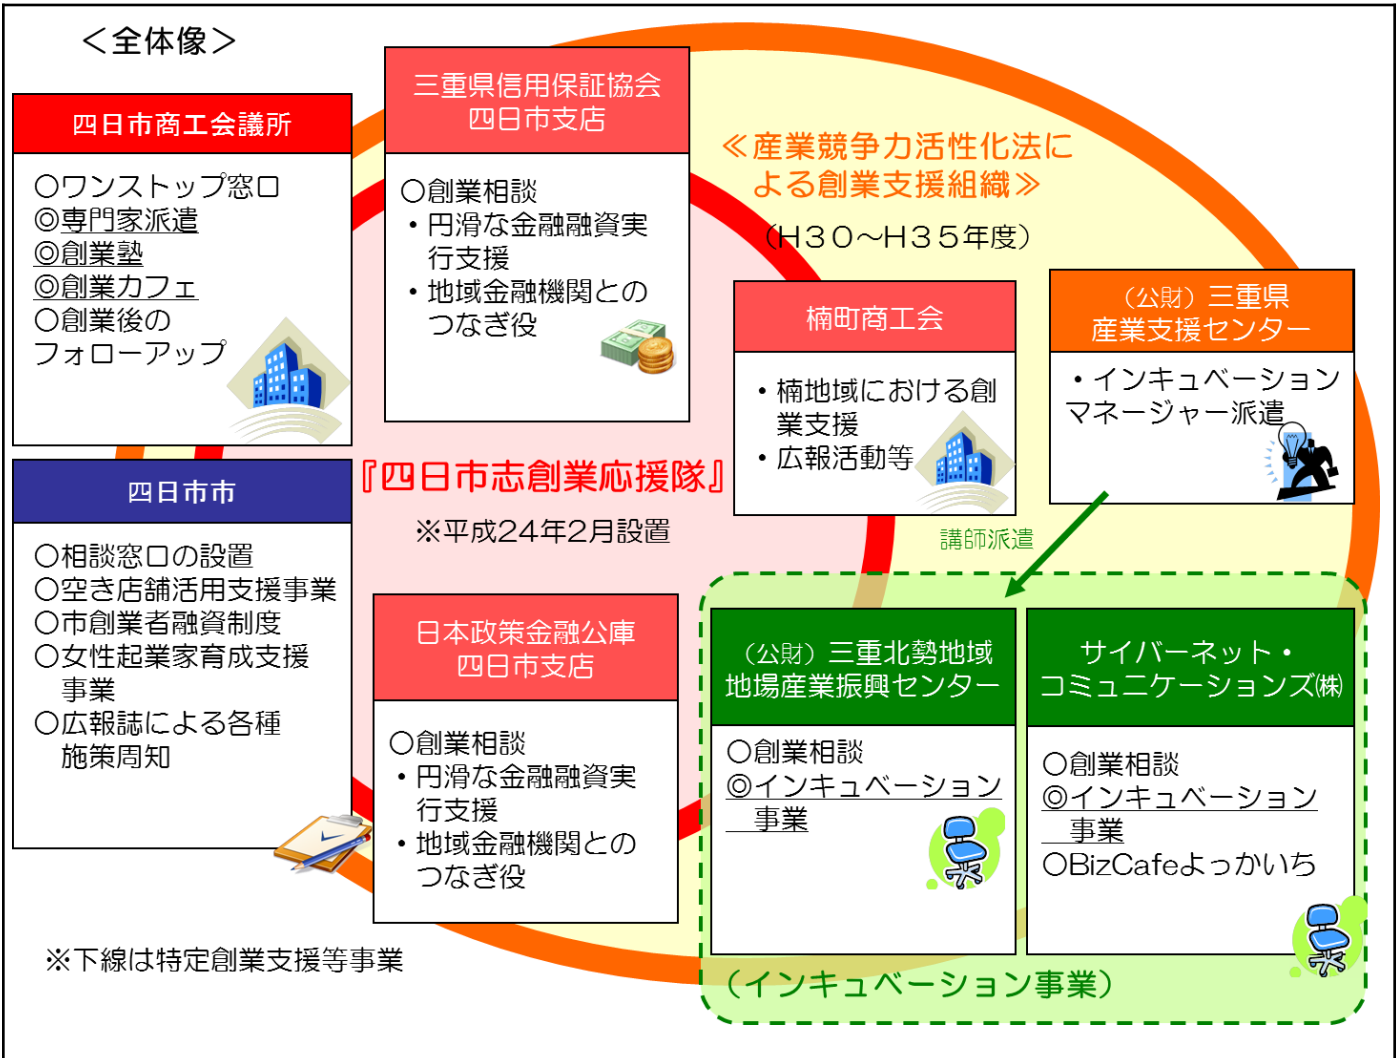 ＜全体像＞
四日市商工会議所
○ワンストップ窓口
◎専門家派遣
◎創業塾
◎創業カフェ
○創業後の
フォローアップ
三重県信用保証協会
四日市支店
○創業相談
・円滑な金融融資実
行支援
・地域金融機関との
つなぎ役
≪産業競争力活性化法に
よる創業支援組織≫
（H30～H35年度）
楠町商工会
・楠地域における創
業支援
・広報活動等
（公財）三重県
産業支援センター
・インキュベーション
マネージャー派遣
四日市市
○相談窓口の設置
○空き店舗活用支援事業
○市創業者融資制度
○女性起業家育成支援
事業
○広報誌による各種
施策周知
『四日市志創業応援隊』
※平成24年2月設置
講師派遣
日本政策金融公庫
四日市支店
○創業相談
・円滑な金融融資実
行支援
・地域金融機関との
つなぎ役
（公財）三重北勢地域
地場産業振興センター
○創業相談
◎インキュベーション
事業
サイバーネット・
コミュニケーションズ㈱
○創業相談
◎インキュベーション
事業
○BizCafeよっかいち
（インキュベーション事業）
※下線は特定創業支援等事業